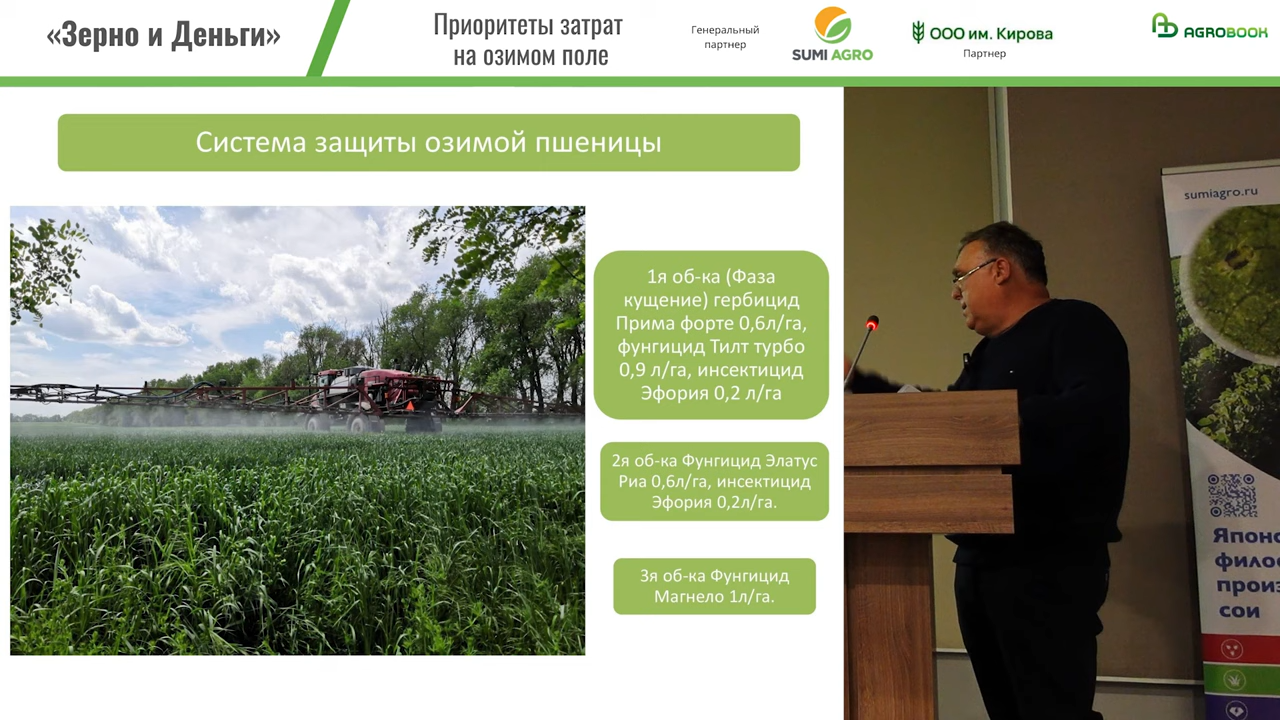 «Зерно и Деньги»
Приоритеты затрат
на озимом поле
Генеральный
партнер
SUMI AGRO
ООО им. Кирова
Партнер
AGROBOOK
Система защиты озимой пшеницы
1я об-ка (Фаза
кущение) гербицид
Прима форте 0,6л/га,
фунгицид Тилт турбо
0,9 л/га, инсектицид
Эфория 0,2 л/га
2я об-ка Фунгицид Элатус
Риа 0,6л/га, инсектицид
Эфория 0,2л/га.
3я об-ка Фунгицид
Магнело 1л/га.
sumiagro.ru
сои